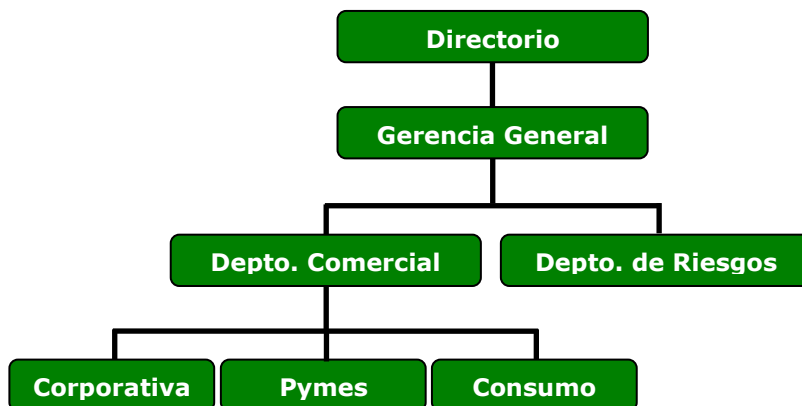 Directorio
Gerencia General
Depto. Comercial
Depto. de Riesgos
Corporativa
Pymes
Consumo